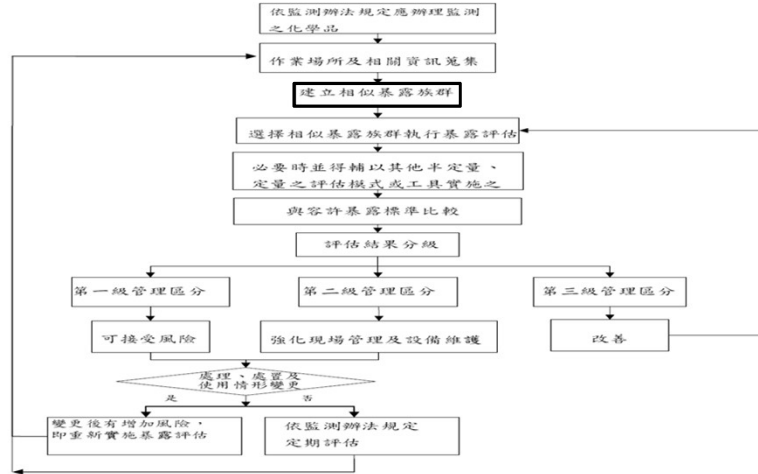 依監測辦法規定應辦理監測
之化學品
作業場所及相關資訊蒐集
建立相似暴露族群
選擇相似暴露族群執行暴露評估
必要時並得輔以其他半定量、
定量之評估模式或工具實施之
與容許暴露標準比較
評估結果分級
第一級管理區分
第二級管理區分
第三級管理區分
可接受風險
強化現場管理及設備維護
改善
處理、處置及
使用情形變更
是
否
變更後有增加風險，
即重新實施暴露評估
依監測辦法規定
定期評估